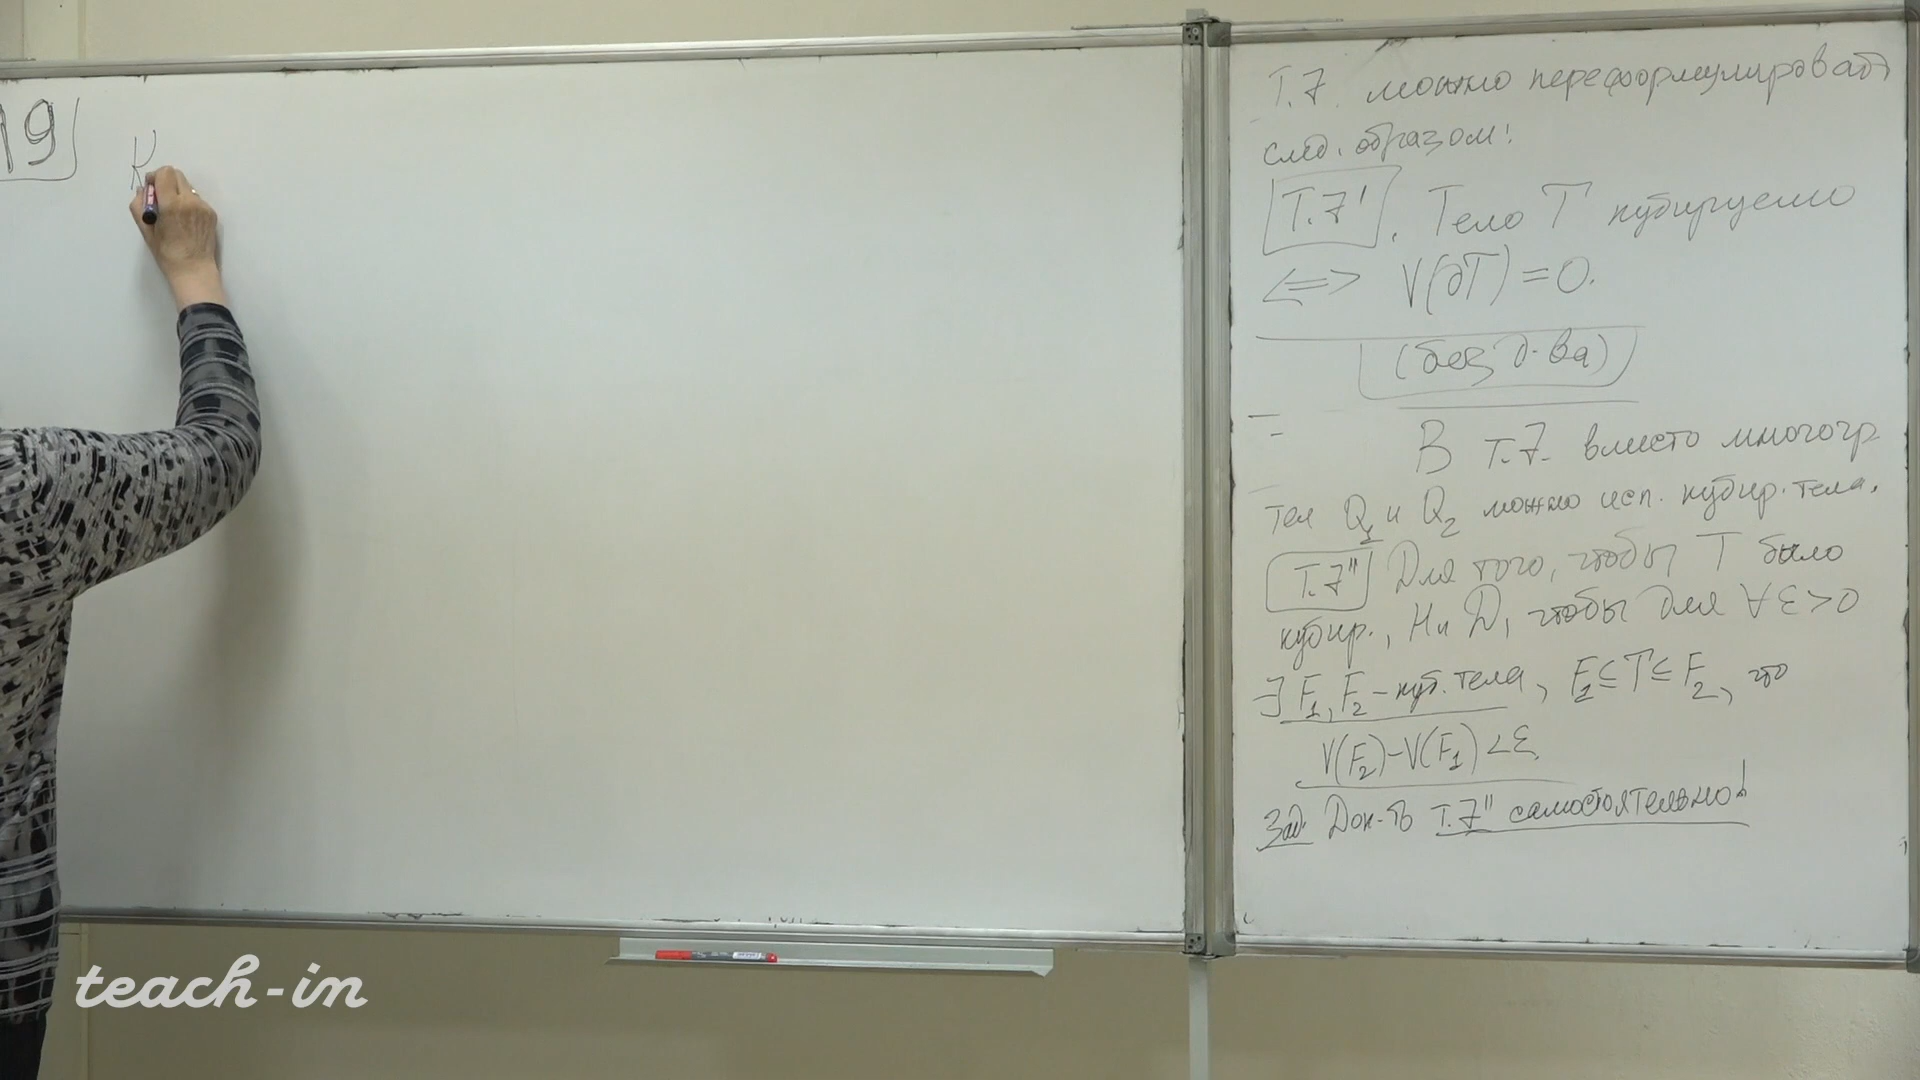 19
К
Т.7. можно переформулировать
след. образом:
Т.7'. Тело T кубируемо
<=> V(∂T) = 0.
(без д-ва)
В т.7. вместо многогр
тел Q₁ и Q₂ можно исп. кубир. тела.
Т.7" Для того, чтобы T было
кубир., Н и Д, чтобы для ∀ε>0
∃ F₁, F₂ - куб. тела, F₁⊆T⊆F₂, что
V(F₂)-V(F₁)<ε.
Зад. Док-ть т.7" самостоятельно!
teach-in